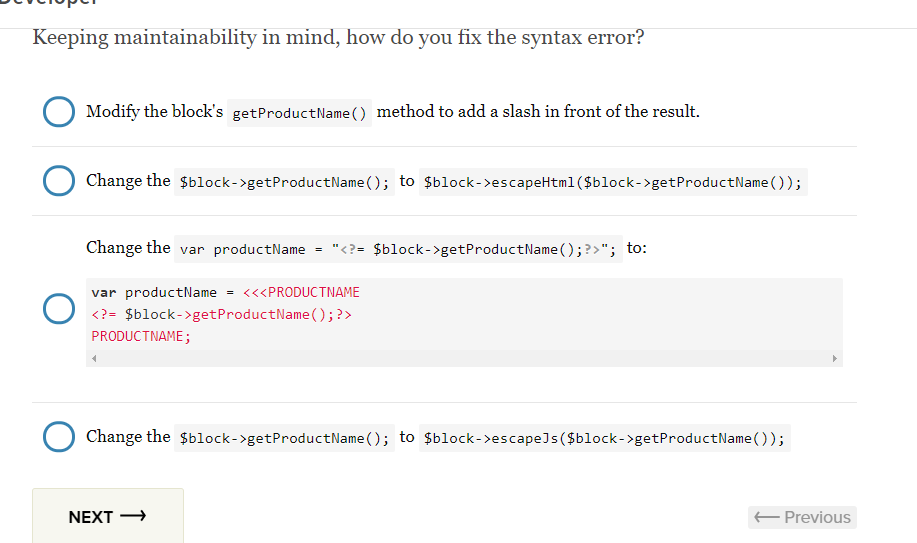 Developer
Keeping maintainability in mind, how do you fix the syntax error?
Modify the block's getProductName() method to add a slash in front of the result.
Change the $block->getProductName(); to $block->escapeHtml($block->getProductName());
Change the var productName = "<?= $block->getProductName();?>"; to:
var productName = <<<PRODUCTNAME
<?= $block->getProductName();?>
PRODUCTNAME;
Change the $block->getProductName(); to $block->escapeJs($block->getProductName());
NEXT →
← Previous